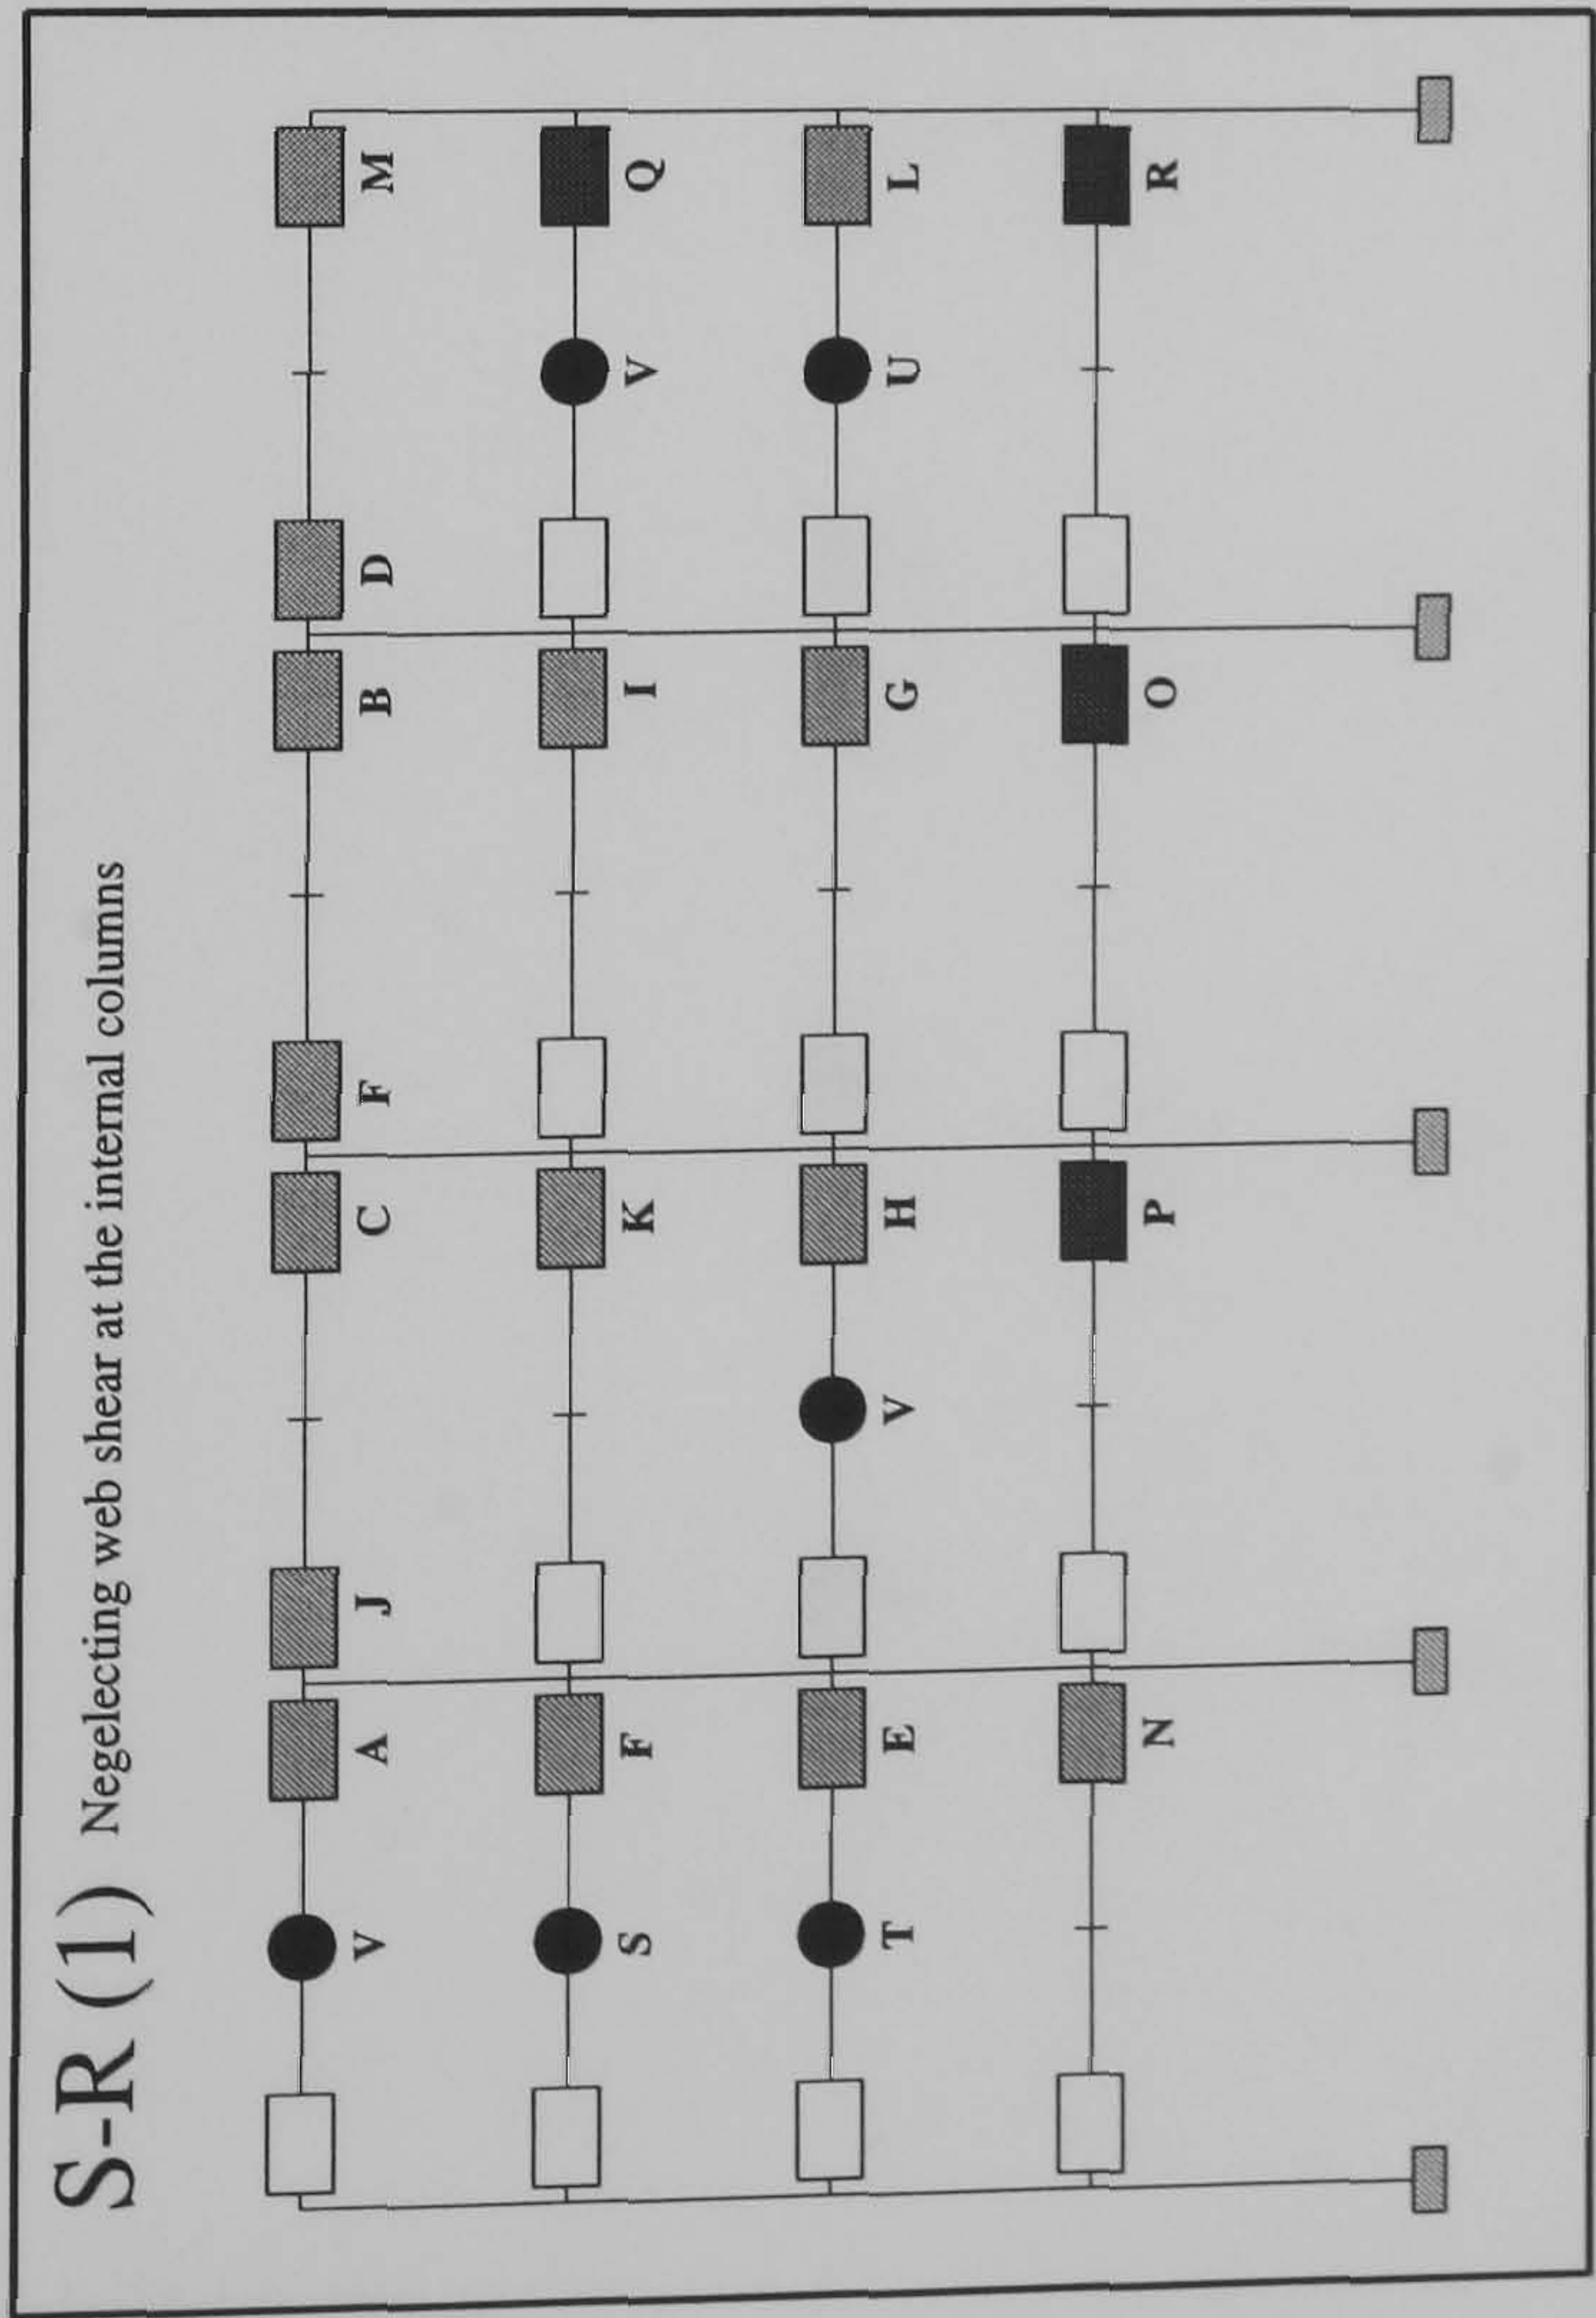 S-R (1) Negelecting web shear at the internal columns
V A J C F B D M
S F K I V Q
T E V H G U L
N P O R